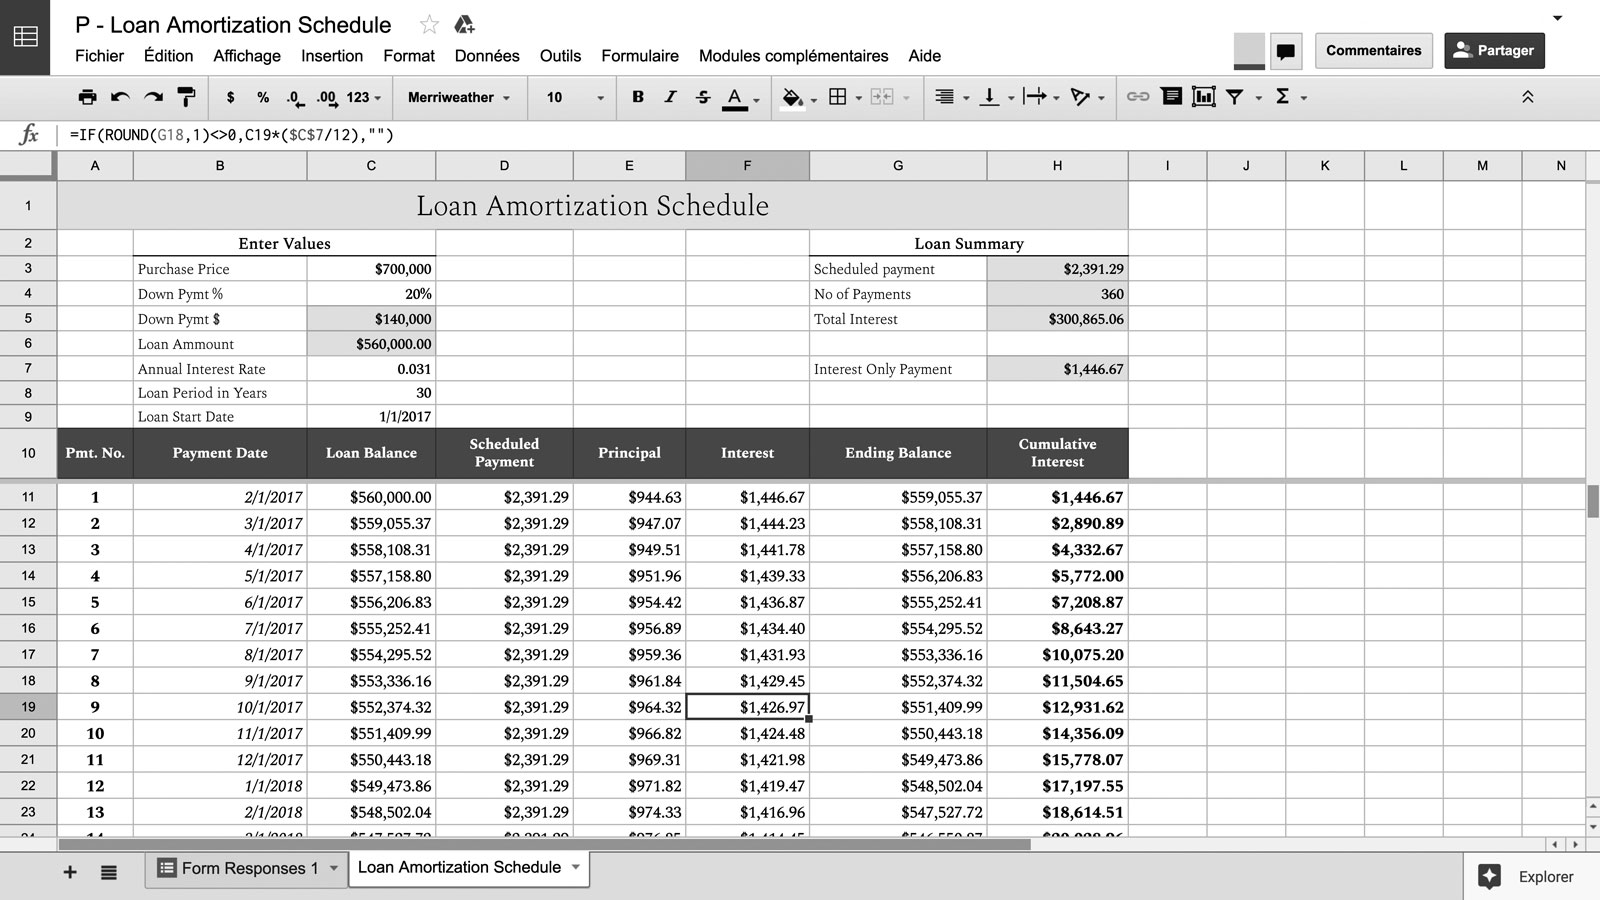 P - Loan Amortization Schedule
Fichier Édition Affichage Insertion Format Données Outils Formulaire Modules complémentaires Aide
Commentaires
Partager
$ % .0 .00 123 Merriweather 10 B I S A Σ
fx =IF(ROUND(G18,1)<>0,C19*($C$7/12),"")
A B C D E F G H I J K L M N
1 Loan Amortization Schedule
2 Enter Values Loan Summary
3 Purchase Price $700,000 Scheduled payment $2,391.29
4 Down Pymt % 20% No of Payments 360
5 Down Pymt $ $140,000 Total Interest $300,865.06
6 Loan Ammount $560,000.00
7 Annual Interest Rate 0.031 Interest Only Payment $1,446.67
8 Loan Period in Years 30
9 Loan Start Date 1/1/2017
10 Pmt. No. Payment Date Loan Balance Scheduled Payment Principal Interest Ending Balance Cumulative Interest
11 1 2/1/2017 $560,000.00 $2,391.29 $944.63 $1,446.67 $559,055.37 $1,446.67
12 2 3/1/2017 $559,055.37 $2,391.29 $947.07 $1,444.23 $558,108.31 $2,890.89
13 3 4/1/2017 $558,108.31 $2,391.29 $949.51 $1,441.78 $557,158.80 $4,332.67
14 4 5/1/2017 $557,158.80 $2,391.29 $951.96 $1,439.33 $556,206.83 $5,772.00
15 5 6/1/2017 $556,206.83 $2,391.29 $954.42 $1,436.87 $555,252.41 $7,208.87
16 6 7/1/2017 $555,252.41 $2,391.29 $956.89 $1,434.40 $554,295.52 $8,643.27
17 7 8/1/2017 $554,295.52 $2,391.29 $959.36 $1,431.93 $553,336.16 $10,075.20
18 8 9/1/2017 $553,336.16 $2,391.29 $961.84 $1,429.45 $552,374.32 $11,504.65
19 9 10/1/2017 $552,374.32 $2,391.29 $964.32 $1,426.97 $551,409.99 $12,931.62
20 10 11/1/2017 $551,409.99 $2,391.29 $966.82 $1,424.48 $550,443.18 $14,356.09
21 11 12/1/2017 $550,443.18 $2,391.29 $969.31 $1,421.98 $549,473.86 $15,778.07
22 12 1/1/2018 $549,473.86 $2,391.29 $971.82 $1,419.47 $548,502.04 $17,197.55
23 13 2/1/2018 $548,502.04 $2,391.29 $974.33 $1,416.96 $547,527.72 $18,614.51
+ Form Responses 1 Loan Amortization Schedule Explorer